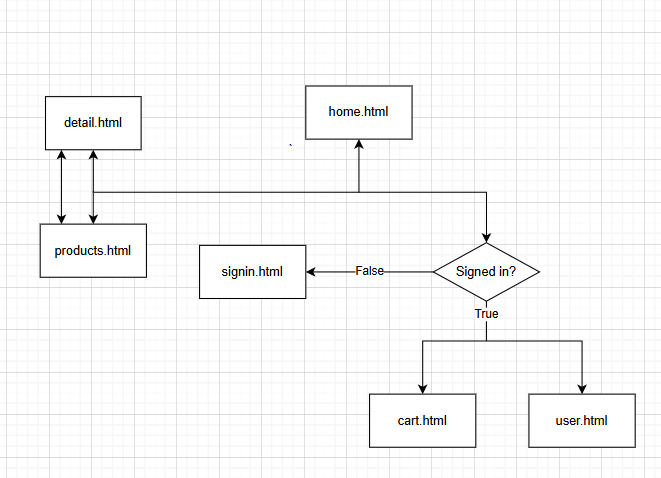 home.html
detail.html
products.html
signin.html
False
Signed in?
True
cart.html
user.html